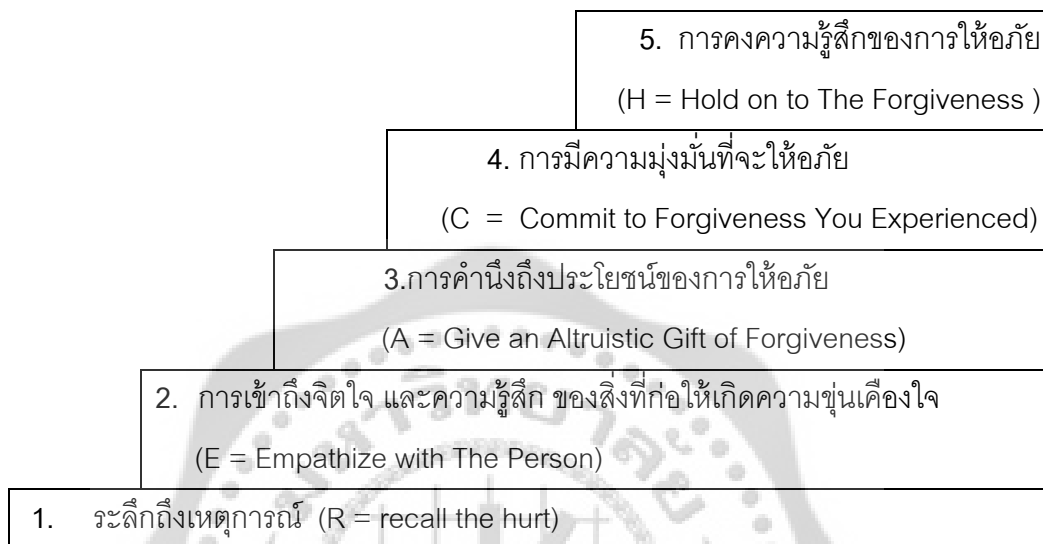 5. การคงความรู้สึกของการให้อภัย
(H = Hold on to The Forgiveness )
4. การมีความมุ่งมั่นที่จะให้อภัย
(C = Commit to Forgiveness You Experienced)
3.การคำนึงถึงประโยชน์ของการให้อภัย
(A = Give an Altruistic Gift of Forgiveness)
2. การเข้าถึงจิตใจ และความรู้สึก ของสิ่งที่ก่อให้เกิดความขุ่นเคืองใจ
(E = Empathize with The Person)
1. ระลึกถึงเหตุการณ์ (R = recall the hurt)